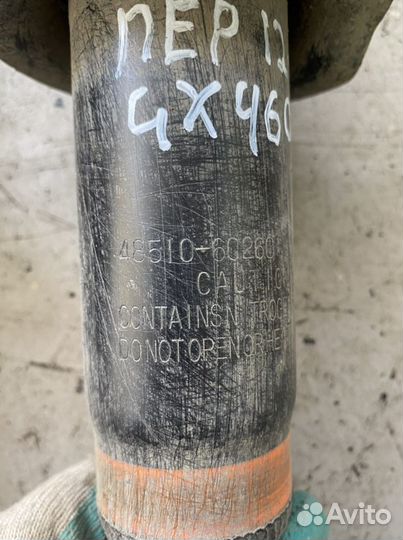 ПЕР 12
GX460
48510-60260
CAUTION
CONTAINS NITROGEN
DO NOT OPEN OR HEAT
Avito